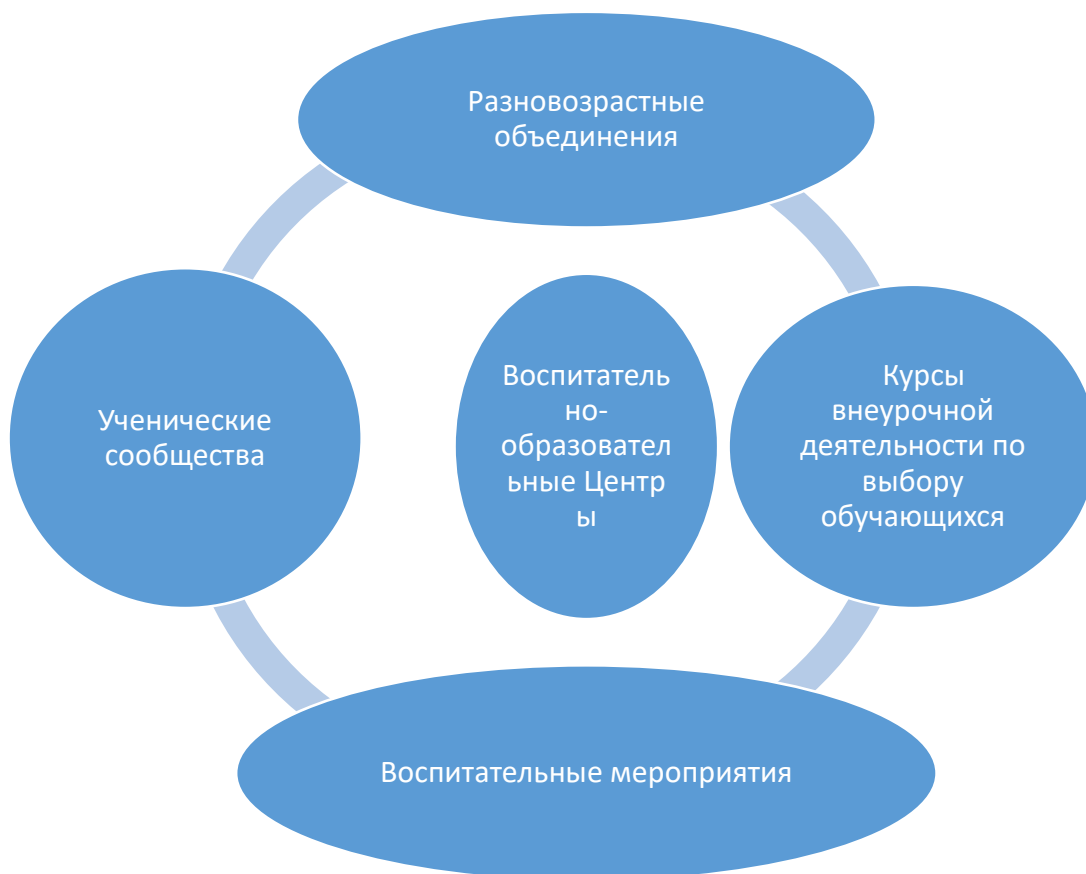 Разновозрастные
объединения
Ученические
сообщества
Воспитатель
но-
образовател
ьные Центр
ы
Курсы
внеурочной
деятельности по
выбору
обучающихся
Воспитательные мероприятия